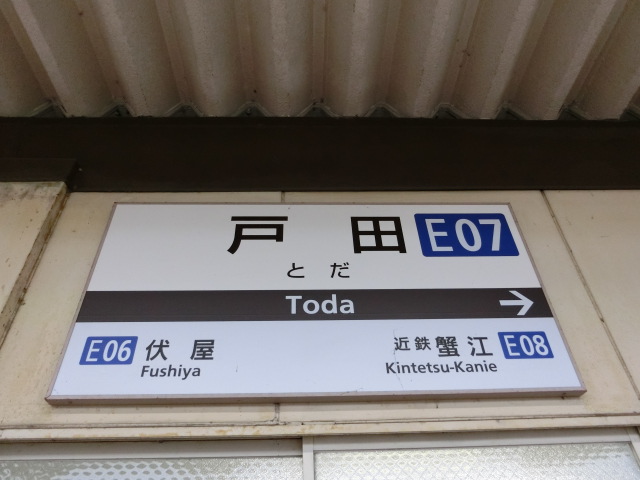 戸田 E07
とだ
Toda →
E06 伏屋 近鉄蟹江 E08
Fushiya Kintetsu-Kanie